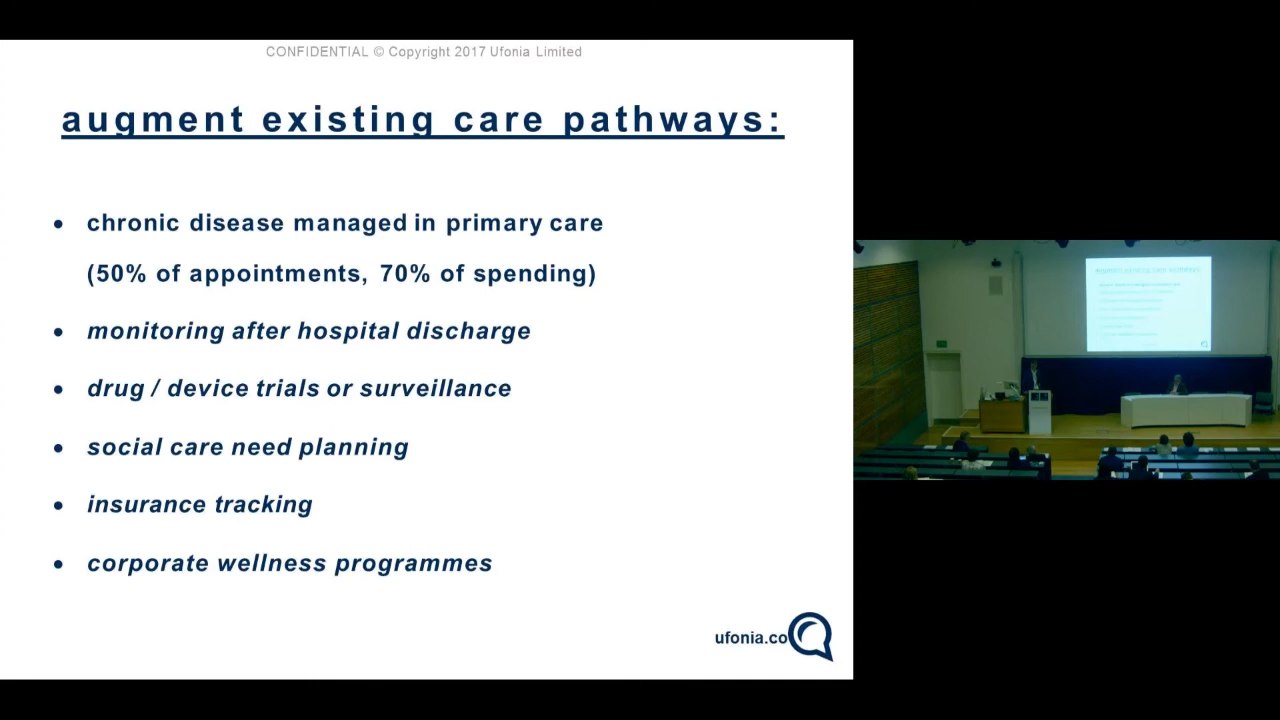 CONFIDENTIAL © Copyright 2017 Ufonia Limited
augment existing care pathways:
• chronic disease managed in primary care
(50% of appointments, 70% of spending)
• monitoring after hospital discharge
• drug / device trials or surveillance
• social care need planning
• insurance tracking
• corporate wellness programmes
ufonia.co